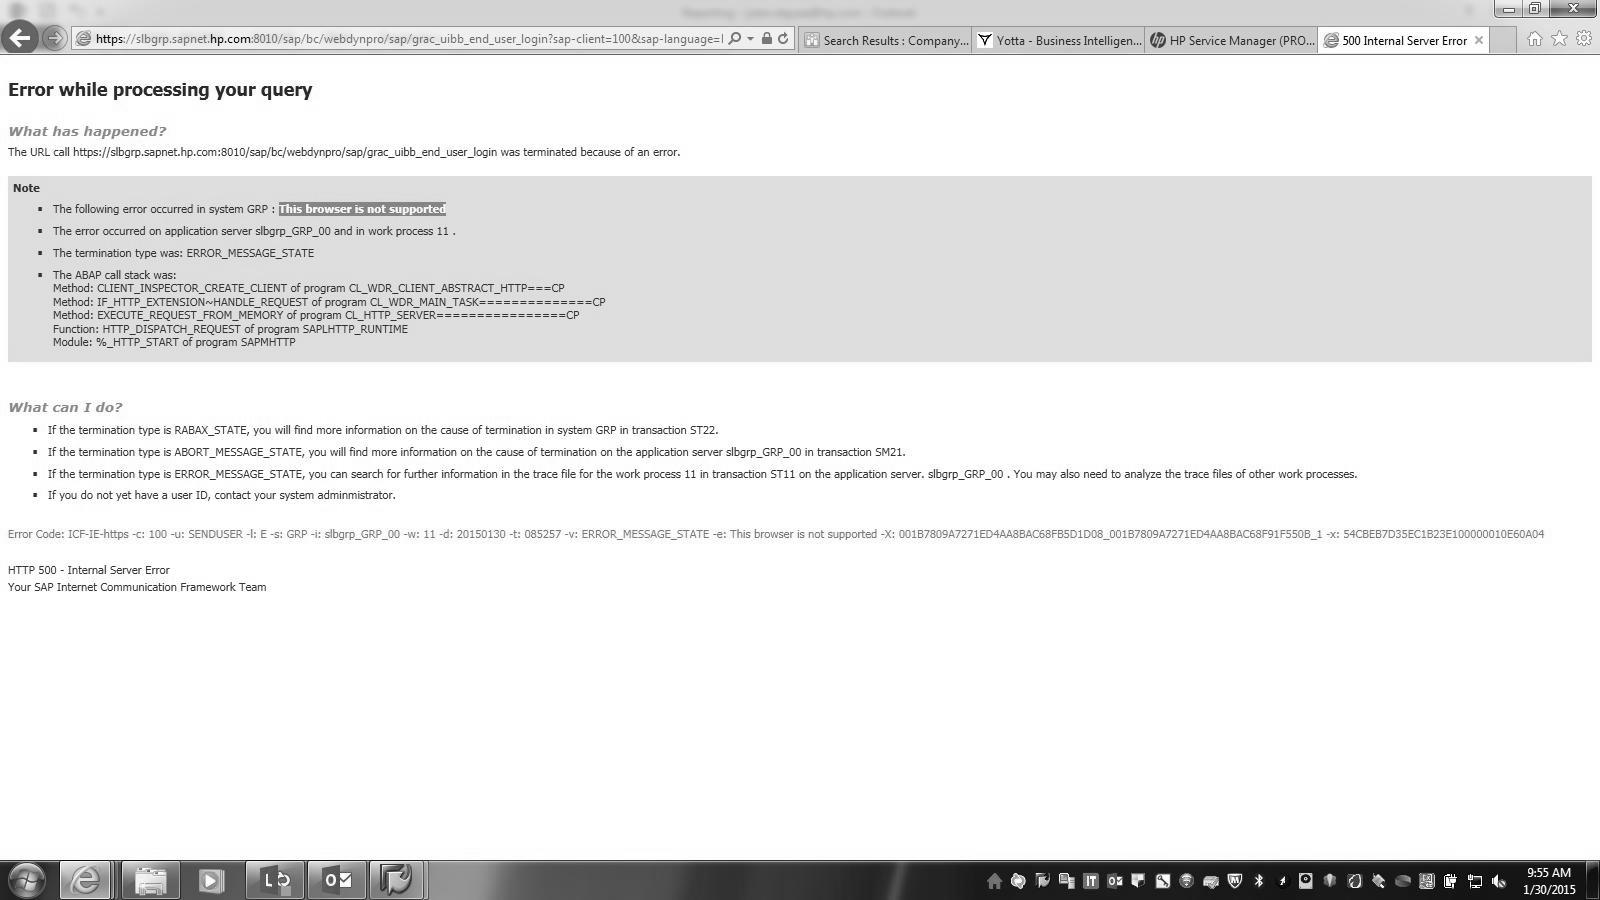 https://slbgrp.sapnet.hp.com:8010/sap/bc/webdynpro/sap/grac_uibb_end_user_login?sap-client=100&sap-language=
Search Results : Company...
Yotta - Business Intelligen...
HP Service Manager (PRO...
500 Internal Server Error
Error while processing your query
What has happened?
The URL call https://slbgrp.sapnet.hp.com:8010/sap/bc/webdynpro/sap/grac_uibb_end_user_login was terminated because of an error.
Note
The following error occurred in system GRP : This browser is not supported
The error occurred on application server slbgrp_GRP_00 and in work process 11 .
The termination type was: ERROR_MESSAGE_STATE
The ABAP call stack was:
Method: CLIENT_INSPECTOR_CREATE_CLIENT of program CL_WDR_CLIENT_ABSTRACT_HTTP===CP
Method: IF_HTTP_EXTENSION~HANDLE_REQUEST of program CL_WDR_MAIN_TASK==============CP
Method: EXECUTE_REQUEST_FROM_MEMORY of program CL_HTTP_SERVER================CP
Function: HTTP_DISPATCH_REQUEST of program SAPLHTTP_RUNTIME
Module: %_HTTP_START of program SAPMHTTP
What can I do?
If the termination type is RABAX_STATE, you will find more information on the cause of termination in system GRP in transaction ST22.
If the termination type is ABORT_MESSAGE_STATE, you will find more information on the cause of termination on the application server slbgrp_GRP_00 in transaction SM21.
If the termination type is ERROR_MESSAGE_STATE, you can search for further information in the trace file for the work process 11 in transaction ST11 on the application server. slbgrp_GRP_00 . You may also need to analyze the trace files of other work processes.
If you do not yet have a user ID, contact your system adminmistrator.
Error Code: ICF-IE-https -c: 100 -u: SENDUSER -l: E -s: GRP -i: slbgrp_GRP_00 -w: 11 -d: 20150130 -t: 085257 -v: ERROR_MESSAGE_STATE -e: This browser is not supported -X: 001B7809A7271ED4AA8BAC68FB5D1D08_001B7809A7271ED4AA8BAC68F91F550B_1 -x: 54CBEB7D35EC1B23E100000010E60A04
HTTP 500 - Internal Server Error
Your SAP Internet Communication Framework Team
9:55 AM
1/30/2015